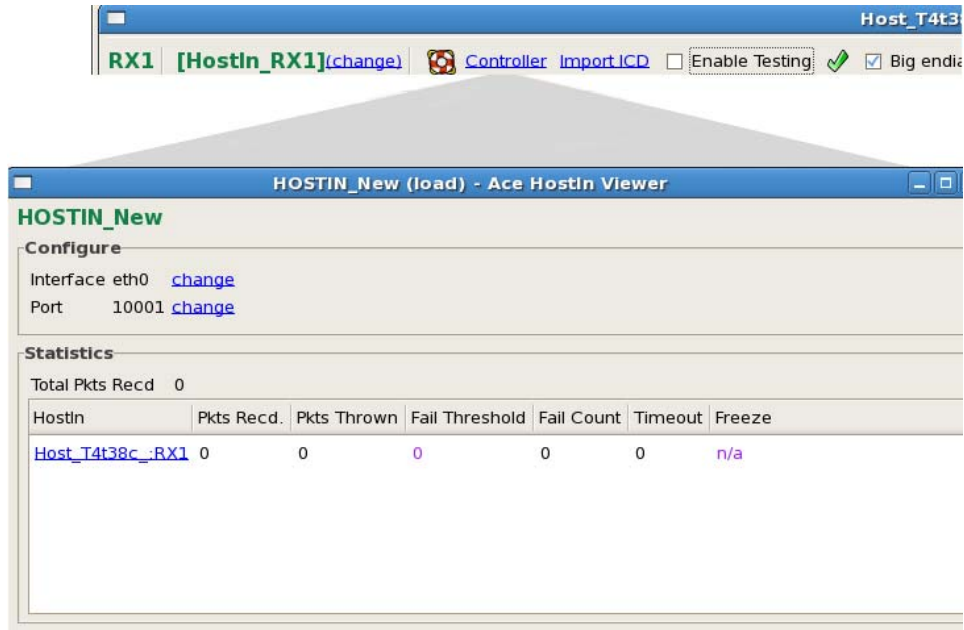 Host_T4t3
RX1 [HostIn_RX1](change) Controller Import ICD Enable Testing Big endia
HOSTIN_New (load) - Ace HostIn Viewer
HOSTIN_New
Configure
Interface eth0 change
Port 10001 change
Statistics
Total Pkts Recd 0
HostIn Pkts Recd. Pkts Thrown Fail Threshold Fail Count Timeout Freeze
Host_T4t38c_:RX1 0 0 0 0 0 n/a